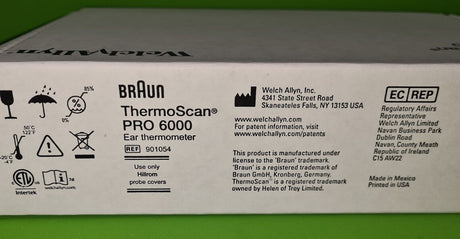 WelchAllyn
BRAUN
ThermoScan®
PRO 6000
Ear thermometer
REF 901054
Use only
Hillrom
probe covers
85%
0%
50°C
122°F
-20°C
-4°F
Intertek
welchallyn.com
Welch Allyn, Inc.
4341 State Street Road
Skaneateles Falls, NY 13153 USA
www.welchallyn.com
For patent information, visit
www.welchallyn.com/patents
This product is manufactured under
license to the 'Braun' trademark.
'Braun' is a registered trademark of
Braun GmbH, Kronberg, Germany.
ThermoScan® is a registered trademark
owned by Helen of Troy Limited.
EC REP
Regulatory Affairs
Representative
Welch Allyn Limited
Navan Business Park
Dublin Road
Navan, County Meath
Republic of Ireland
C15 AW22
Made in Mexico
Printed in USA